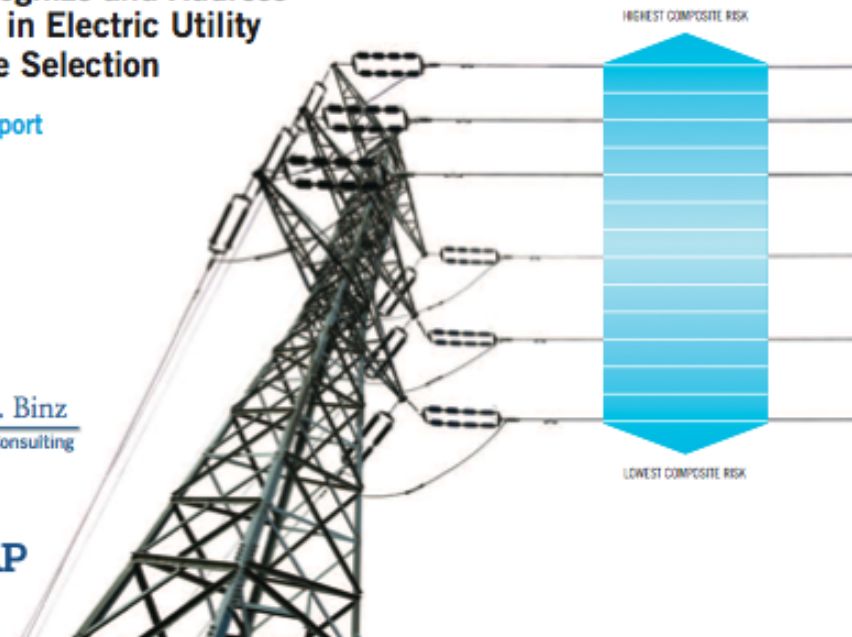 in Electric Utility
Selection
port
HIGHEST COMPOSITE RISK
. Binz
onsulting
P
LOWEST COMPOSITE RISK